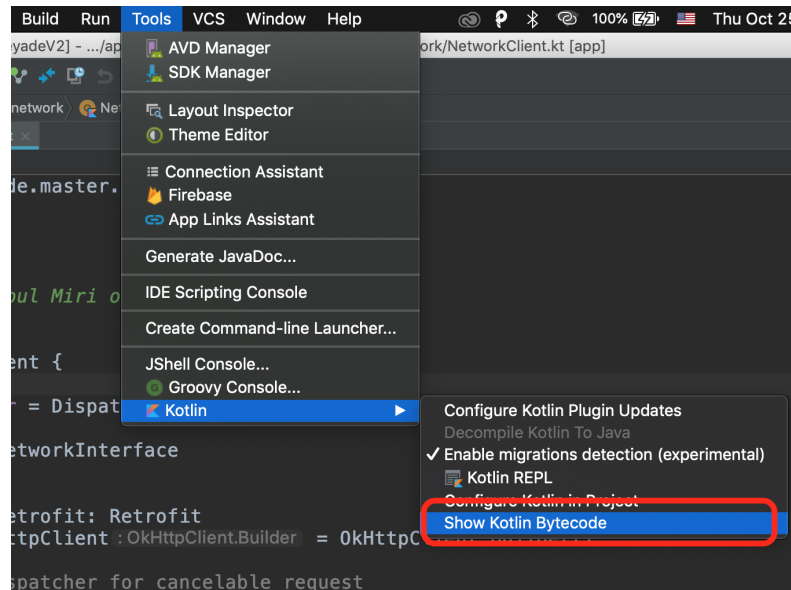 Build Run Tools VCS Window Help 100% Thu Oct 25
eyadeV2] - .../ap
ork/NetworkClient.kt [app]
AVD Manager
SDK Manager
network Ne
Layout Inspector
Theme Editor
Connection Assistant
de.master.
Firebase
App Links Assistant
Generate JavaDoc...
IDE Scripting Console
oul Miri o
Create Command-line Launcher...
ent {
JShell Console...
Groovy Console...
r = Dispat
Kotlin
Configure Kotlin Plugin Updates
Decompile Kotlin To Java
etworkInterface
Enable migrations detection (experimental)
Kotlin REPL
Configure Kotlin in Project
etrofit: Retrofit
Show Kotlin Bytecode
ttpClient : OkHttpClient.Builder = OkHttpC
spatcher for cancelable request